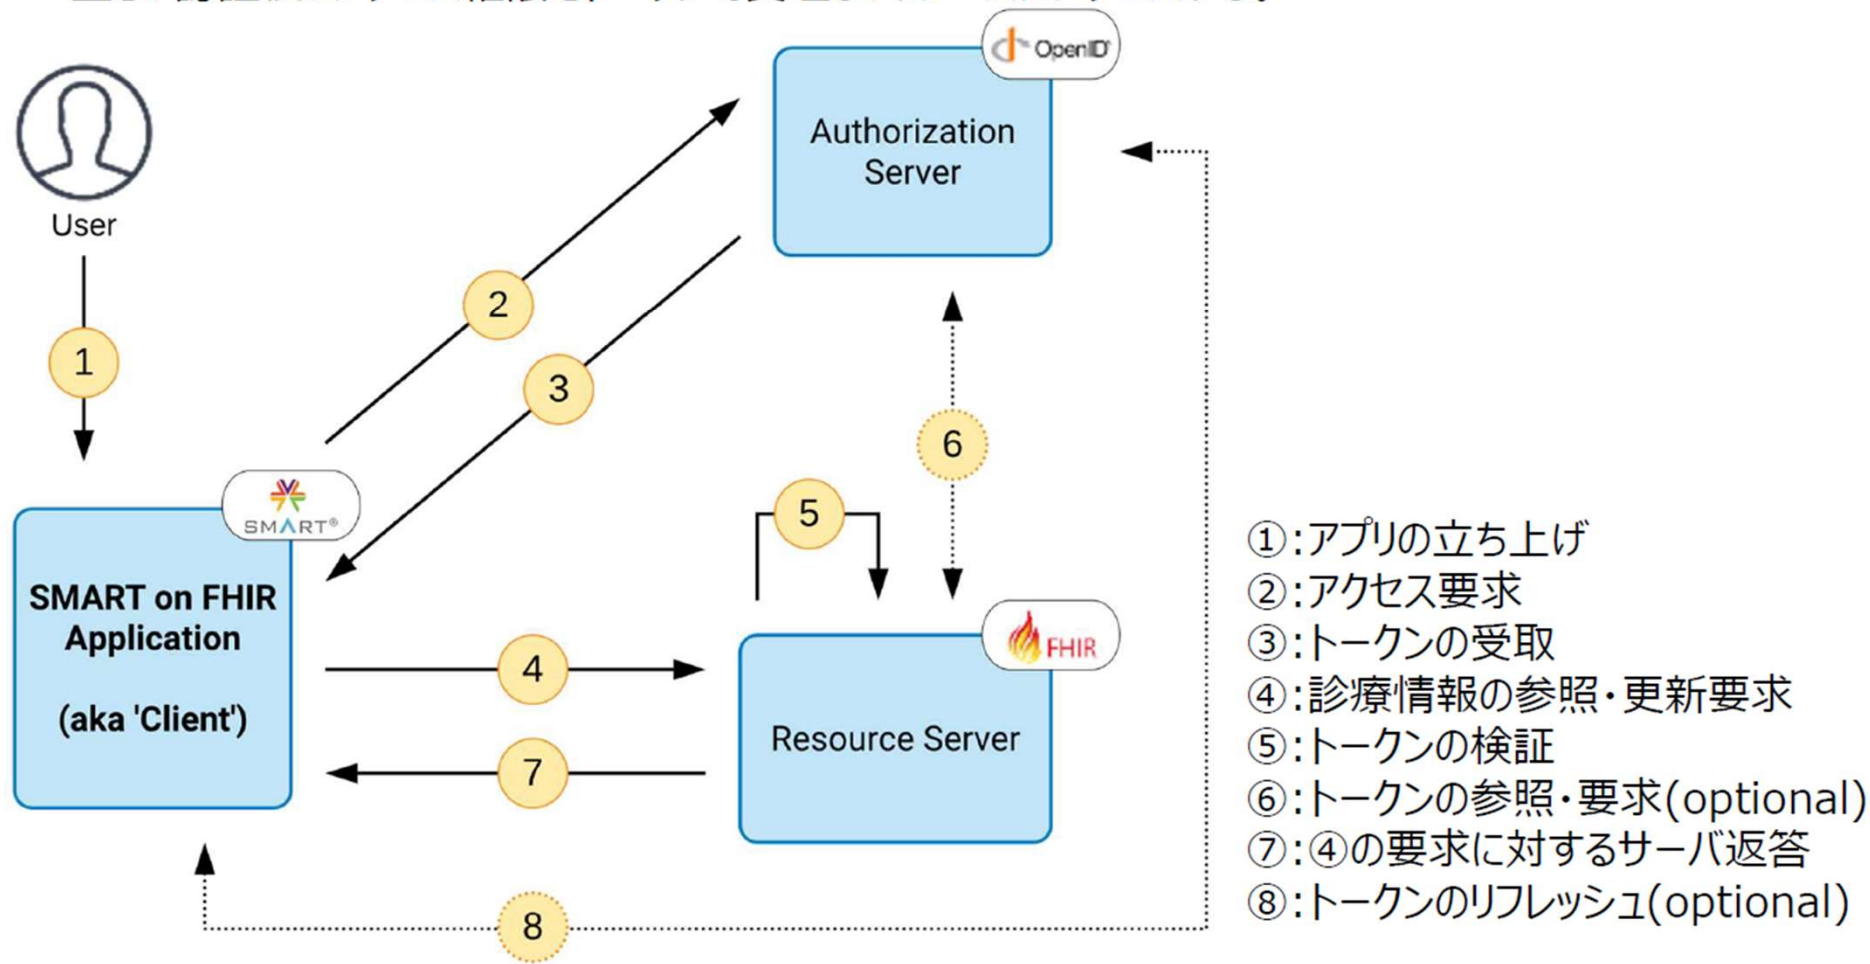 OpenID
Authorization
Server
User
2
1
3
6
5
SMART®
SMART on FHIR
Application
(aka 'Client')
4
FHIR
Resource Server
7
8
①:アプリの立ち上げ
②:アクセス要求
③:トークンの受取
④:診療情報の参照・更新要求
⑤:トークンの検証
⑥:トークンの参照・要求(optional)
⑦:④の要求に対するサーバ返答
⑧:トークンのリフレッシュ(optional)